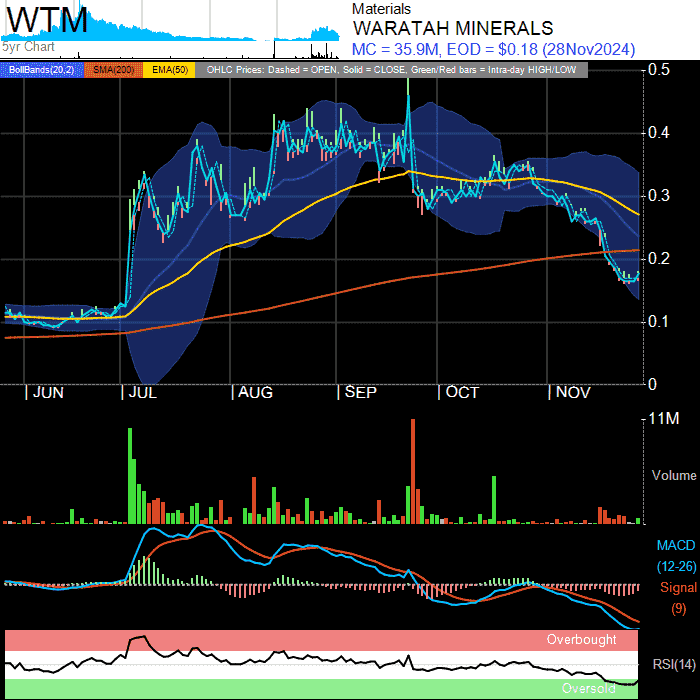 WTM
5yr Chart
Materials
WARATAH MINERALS
MC = 35.9M, EOD = $0.18 (28Nov2024)
BollBands(20,2) SMA(200) EMA(50) OHLC Prices: Dashed = OPEN, Solid = CLOSE, Green/Red bars = Intra-day HIGH/LOW
0.5
0.4
0.3
0.2
0.1
0
JUN JUL AUG SEP OCT NOV
11M
Volume
MACD
(12-26)
Signal
(9)
Overbought
RSI(14)
Oversold